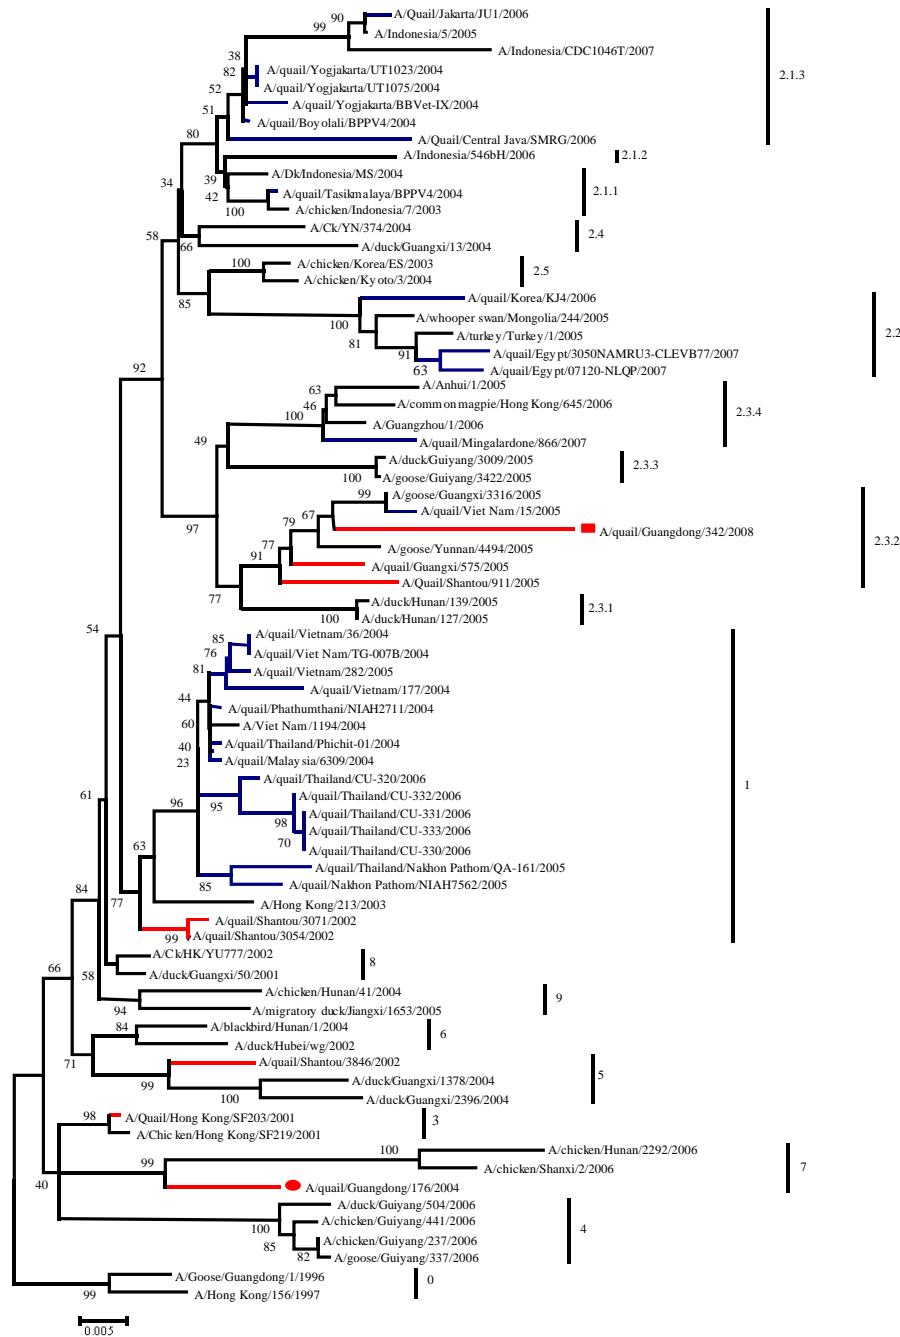 90 A/Quail/Jakarta/JU1/2006
99 A/Indonesia/5/2005
A/Indonesia/CDC1046T/2007
38
82 A/quail/Yogjakarta/UT1023/2004
2.1.3
A/quail/Yogjakarta/UT1075/2004
52 A/quail/Yogjakarta/BBVet-IX/2004
51 A/quail/Boyolali/BPPV4/2004
80 A/Quail/Central Java/SMRG/2006
A/Indonesia/546bH/2006 2.1.2
A/Dk/Indonesia/MS/2004
34 39 A/quail/Tasikmalaya/BPPV4/2004 2.1.1
42
100 A/chicken/Indonesia/7/2003
A/Ck/YN/374/2004 2.4
58 66 A/duck/Guangxi/13/2004
100 A/chicken/Korea/ES/2003 2.5
A/chicken/Kyoto/3/2004
85 A/quail/Korea/KJ4/2006
100 A/whooper swan/Mongolia/244/2005
81 A/turkey/Turkey/1/2005 2.2
91 A/quail/Egypt/3050NAMRU3-CLEVB77/2007
63 A/quail/Egypt/07120-NLQP/2007
92
63 A/Anhui/1/2005
46 A/common magpie/Hong Kong/645/2006
100 A/Guangzhou/1/2006 2.3.4
49 A/quail/Mingalardone/866/2007
A/duck/Guiyang/3009/2005 2.3.3
100 A/goose/Guiyang/3422/2005
99 A/goose/Guangxi/3316/2005
A/quail/Viet Nam/15/2005
67
79 A/quail/Guangdong/342/2008 2.3.2
97 77 A/goose/Yunnan/4494/2005
91 A/quail/Guangxi/575/2005
A/Quail/Shantou/911/2005
77 A/duck/Hunan/139/2005 2.3.1
100 A/duck/Hunan/127/2005
54 85 A/quail/Vietnam/36/2004
76 A/quail/Viet Nam/TG-007B/2004
81 A/quail/Vietnam/282/2005
A/quail/Vietnam/177/2004
44 A/quail/Phathumthani/NIAH2711/2004
60 A/Viet Nam/1194/2004
40 A/quail/Thailand/Phichit-01/2004
23 A/quail/Malaysia/6309/2004
A/quail/Thailand/CU-320/2006 1
61 96 95 A/quail/Thailand/CU-332/2006
A/quail/Thailand/CU-331/2006
98 A/quail/Thailand/CU-333/2006
63 70 A/quail/Thailand/CU-330/2006
A/quail/Thailand/Nakhon Pathom/QA-161/2005
85 A/quail/Nakhon Pathom/NIAH7562/2005
84 77 A/Hong Kong/213/2003
A/quail/Shantou/3071/2002
99 A/quail/Shantou/3054/2002
A/Ck/HK/YU777/2002 8
66 58 A/duck/Guangxi/50/2001
A/chicken/Hunan/41/2004 9
94 A/migratory duck/Jiangxi/1653/2005
84 A/blackbird/Hunan/1/2004 6
A/duck/Hubei/wg/2002
71 A/quail/Shantou/3846/2002
99 A/duck/Guangxi/1378/2004 5
100 A/duck/Guangxi/2396/2004
98 A/Quail/Hong Kong/SF203/2001 3
A/Chicken/Hong Kong/SF219/2001
100 A/chicken/Hunan/2292/2006
99 A/chicken/Shanxi/2/2006 7
40 A/quail/Guangdong/176/2004
A/duck/Guiyang/504/2006
100 A/chicken/Guiyang/441/2006 4
85 A/chicken/Guiyang/237/2006
82 A/goose/Guiyang/337/2006
A/Goose/Guangdong/1/1996 0
99 A/Hong Kong/156/1997
0.005